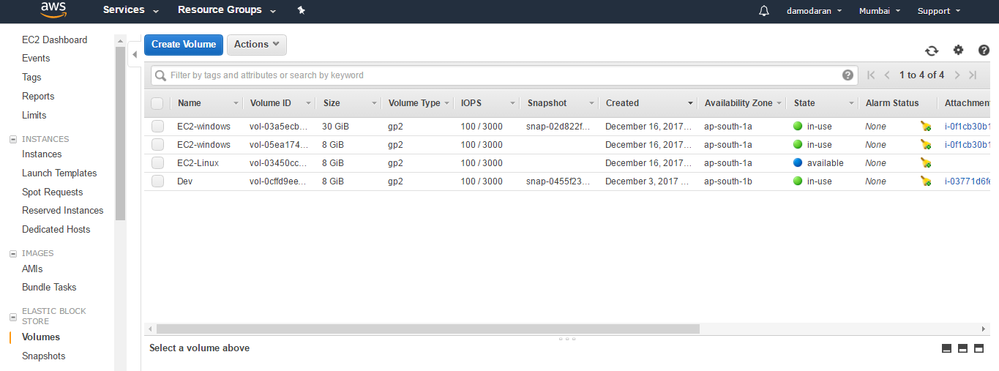 aws Services Resource Groups damodaran Mumbai Support
EC2 Dashboard
Events
Tags
Reports
Limits
INSTANCES
Instances
Launch Templates
Spot Requests
Reserved Instances
Dedicated Hosts
IMAGES
AMIs
Bundle Tasks
ELASTIC BLOCK
STORE
Volumes
Snapshots
Create Volume Actions
Filter by tags and attributes or search by keyword ? 1 to 4 of 4
Name Volume ID Size Volume Type IOPS Snapshot Created Availability Zone State Alarm Status Attachment
EC2-windows vol-03a5ecb... 30 GiB gp2 100 / 3000 snap-02d822f... December 16, 2017... ap-south-1a in-use None i-0f1cb30b1
EC2-windows vol-05ea174... 8 GiB gp2 100 / 3000 December 16, 2017... ap-south-1a in-use None i-0f1cb30b1
EC2-Linux vol-03450cc... 8 GiB gp2 100 / 3000 December 16, 2017... ap-south-1a available None
Dev vol-0cffd9ee... 8 GiB gp2 100 / 3000 snap-0455f23... December 3, 2017 ... ap-south-1b in-use None i-03771d6fe
Select a volume above